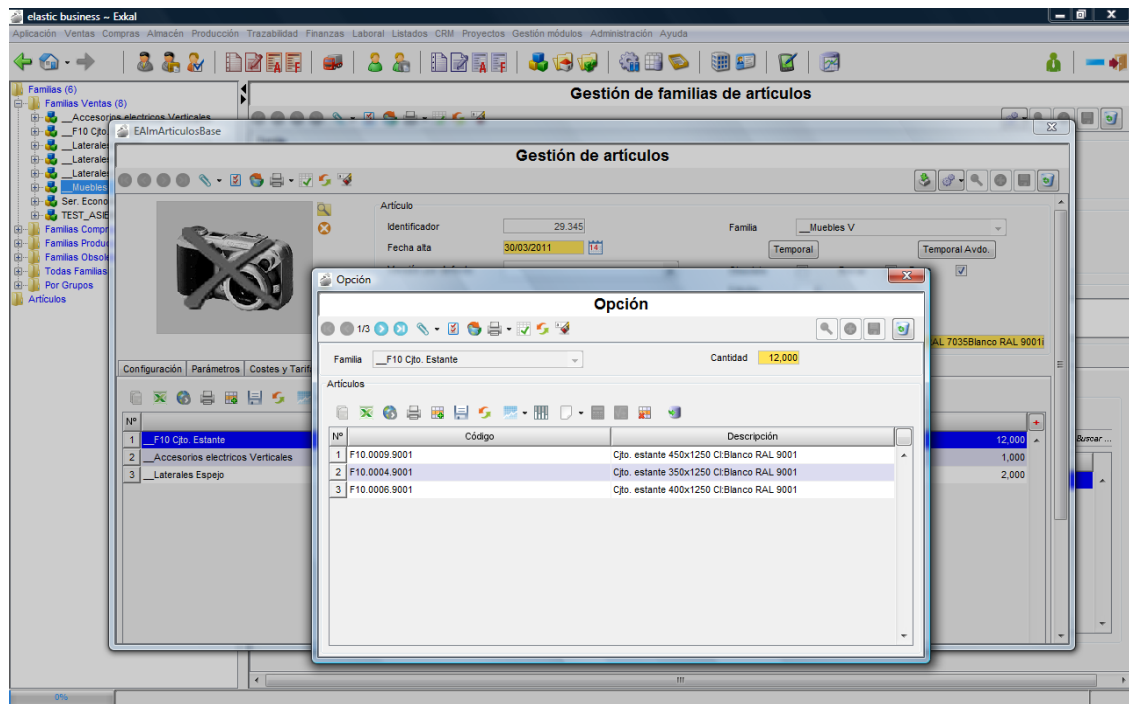 elastic business ~ Exkal
Aplicación Ventas Compras Almacén Producción Trazabilidad Finanzas Laboral Listados CRM Proyectos Gestión módulos Administración Ayuda
Familias (6)
Familias Ventas (8)
__Accesorios electricos Verticales
__F10 Cjto.
__Laterales
__Laterales
__Laterales
__Muebles
Ser. Econo
TEST_ASIE
Familias Compr
Familias Produc
Familias Obsole
Todas Familias
Por Grupos
Artículos
Gestión de familias de artículos
EAlmArticulosBase
Gestión de artículos
Artículo
Identificador 29.345 Familia __Muebles V
Fecha alta 30/03/2011 14 Temporal Temporal Avdo.
AL 7035Blanco RAL 9001i
Configuración Parámetros Costes y Tarif
Nº
1 __F10 Cjto. Estante 12,000
2 __Accesorios electricos Verticales 1,000
3 __Laterales Espejo 2,000
Buscar ...
Opción
Opción
1/3
Familia __F10 Cjto. Estante Cantidad 12,000
Artículos
Nº Código Descripción
1 F10.0009.9001 Cjto. estante 450x1250 Cl:Blanco RAL 9001
2 F10.0004.9001 Cjto. estante 350x1250 Cl:Blanco RAL 9001
3 F10.0006.9001 Cjto. estante 400x1250 Cl:Blanco RAL 9001
0%